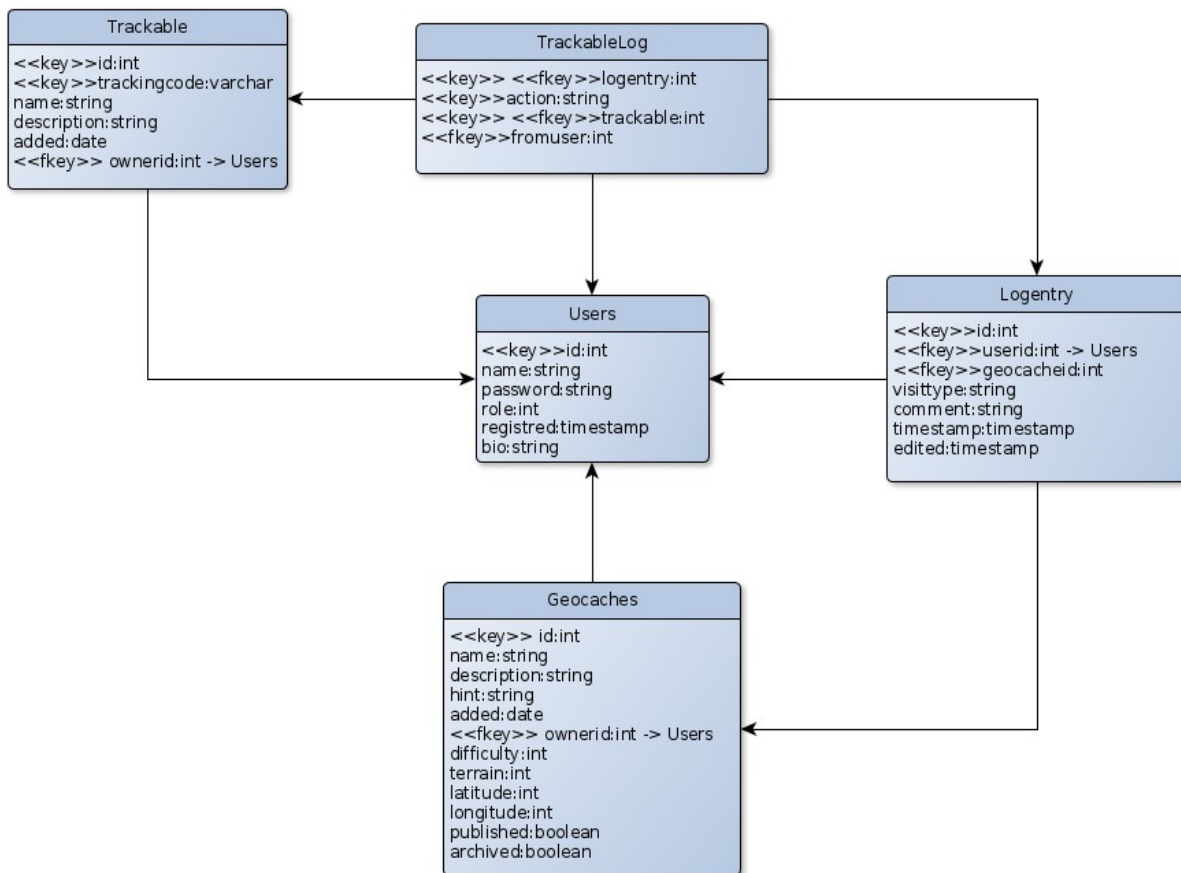 Trackable
<<key>>id:int
<<key>>trackingcode:varchar
name:string
description:string
added:date
<<fkey>> ownerid:int -> Users
TrackableLog
<<key>> <<fkey>>logentry:int
<<key>>action:string
<<key>> <<fkey>>trackable:int
<<fkey>>fromuser:int
Users
<<key>>id:int
name:string
password:string
role:int
registred:timestamp
bio:string
Logentry
<<key>>id:int
<<fkey>>userid:int -> Users
<<fkey>>geocacheid:int
visittype:string
comment:string
timestamp:timestamp
edited:timestamp
Geocaches
<<key>> id:int
name:string
description:string
hint:string
added:date
<<fkey>> ownerid:int -> Users
difficulty:int
terrain:int
latitude:int
longitude:int
published:boolean
archived:boolean